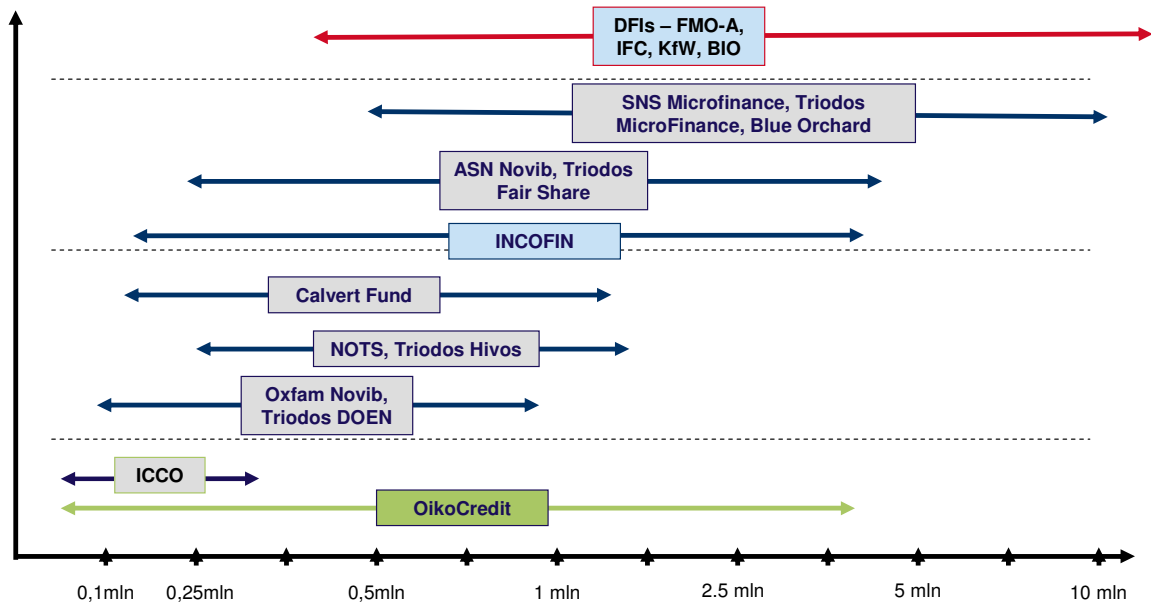 DFIs – FMO-A,
IFC, KfW, BIO
SNS Microfinance, Triodos
MicroFinance, Blue Orchard
ASN Novib, Triodos
Fair Share
INCOFIN
Calvert Fund
NOTS, Triodos Hivos
Oxfam Novib,
Triodos DOEN
ICCO
OikoCredit
0,1mln 0,25mln 0,5mln 1 mln 2.5 mln 5 mln 10 mln